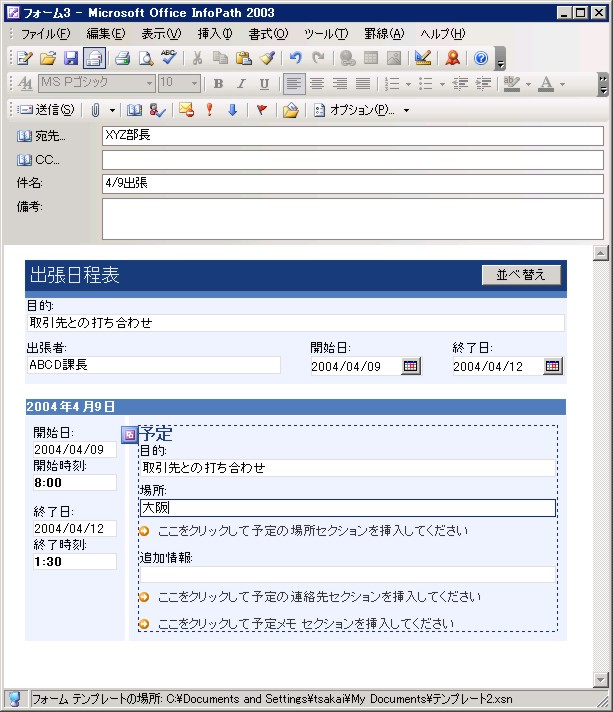 フォーム3 - Microsoft Office InfoPath 2003
ファイル(F) 編集(E) 表示(V) 挿入(I) 書式(O) ツール(T) 罫線(A) ヘルプ(H)
MS Pゴシック 10 B I U
送信(S) オプション(P)...
宛先... XYZ部長
CC...
件名: 4/9出張
備考:
出張日程表 並べ替え
目的:
取引先との打ち合わせ
出張者: 開始日: 終了日:
ABCD課長 2004/04/09 2004/04/12
2004年4月9日
開始日:
2004/04/09
開始時刻:
8:00
終了日:
2004/04/12
終了時刻:
1:30
予定
目的:
取引先との打ち合わせ
場所:
大阪
ここをクリックして予定の場所セクションを挿入してください
追加情報:
ここをクリックして予定の連絡先セクションを挿入してください
ここをクリックして予定メモ セクションを挿入してください
フォーム テンプレートの場所: C:¥Documents and Settings¥tsakai¥My Documents¥テンプレート2.xsn